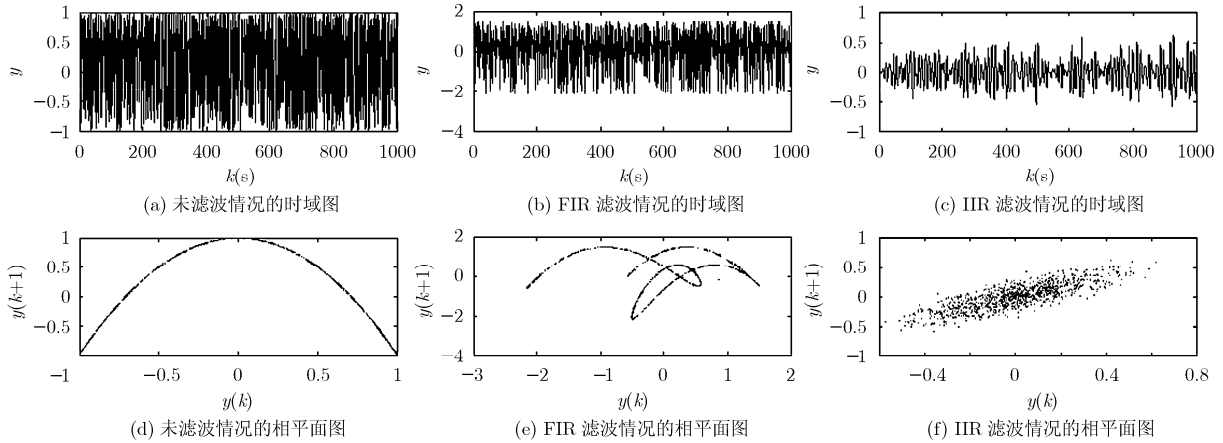 1
0.5
0
−0.5
−1
y
0 200 400 600 800 1000
k(s)
(a) 未滤波情况的时域图
2
0
−2
−4
y
0 200 400 600 800 1000
k(s)
(b) FIR 滤波情况的时域图
1
0.5
0
−0.5
−1
y
0 200 400 600 800 1000
k(s)
(c) IIR 滤波情况的时域图
1
0.5
0
−0.5
y(k+1)
−1 −0.5 0 0.5 1
y(k)
(d) 未滤波情况的相平面图
2
0
−2
−4
y(k+1)
−3 −2 −1 0 1 2
y(k)
(e) FIR 滤波情况的相平面图
1
0.5
0
−0.5
−1
y(k+1)
−0.4 0 0.4 0.8
y(k)
(f) IIR 滤波情况的相平面图